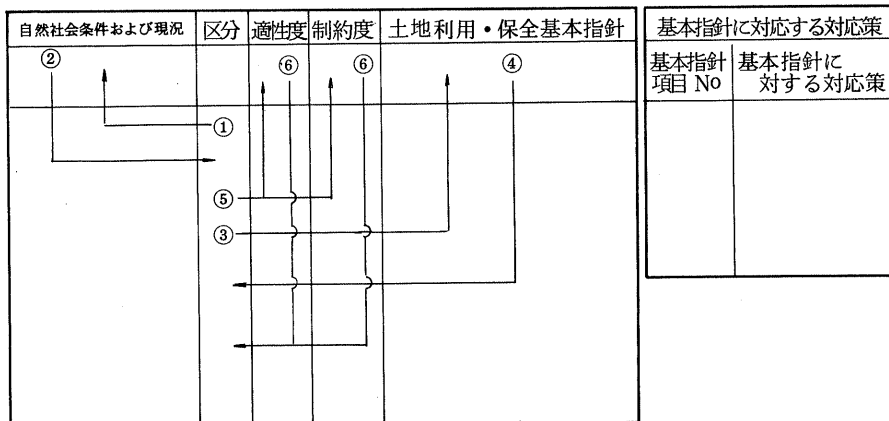 自然社会条件および現況 区分 適性度 制約度 土地利用・保全基本指針
② ⑥ ⑥ ④
①
⑤
③
基本指針に対応する対応策
基本指針
項目 No
基本指針に
対する対応策